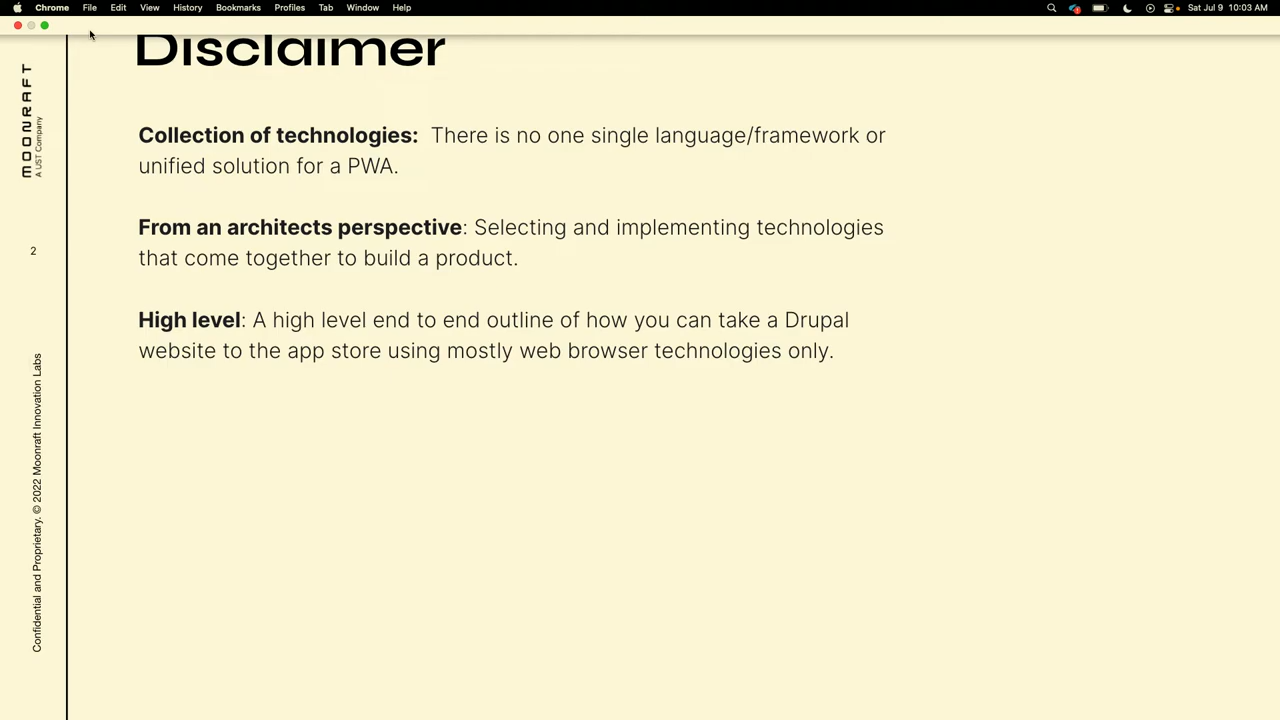 Chrome File Edit View History Bookmarks Profiles Tab Window Help Sat Jul 9 10:03 AM
Disclaimer
MOONRAFT
A UST Company
2
Confidential and Proprietary. © 2022 Moonraft Innovation Labs
Collection of technologies: There is no one single language/framework or
unified solution for a PWA.
From an architects perspective: Selecting and implementing technologies
that come together to build a product.
High level: A high level end to end outline of how you can take a Drupal
website to the app store using mostly web browser technologies only.